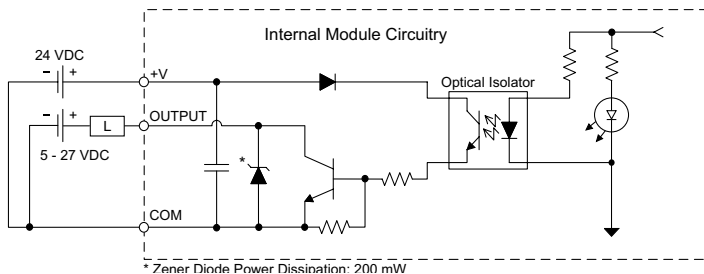 Internal Module Circuitry
24 VDC
− +
+V
Optical Isolator
− +
L
OUTPUT
5 - 27 VDC
*
COM
* Zener Diode Power Dissipation: 200 mW